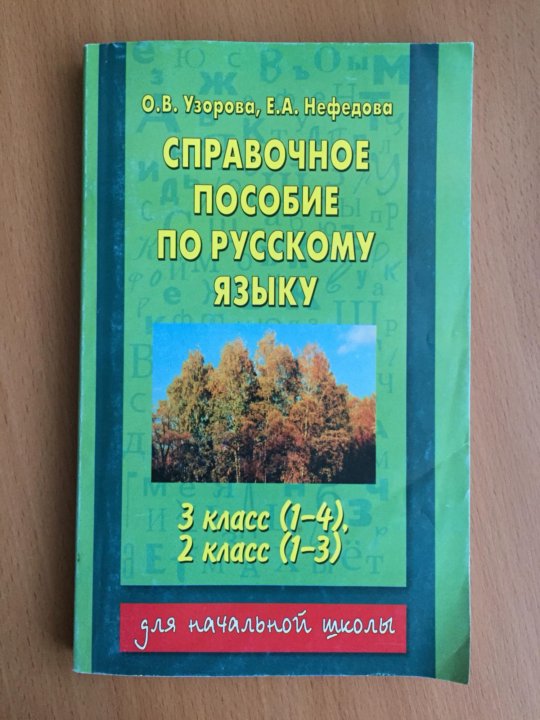 О.В. Узорова, Е.А. Нефедова
СПРАВОЧНОЕ
ПОСОБИЕ
ПО РУССКОМУ
ЯЗЫКУ
3 класс (1–4),
2 класс (1–3)
для начальной школы